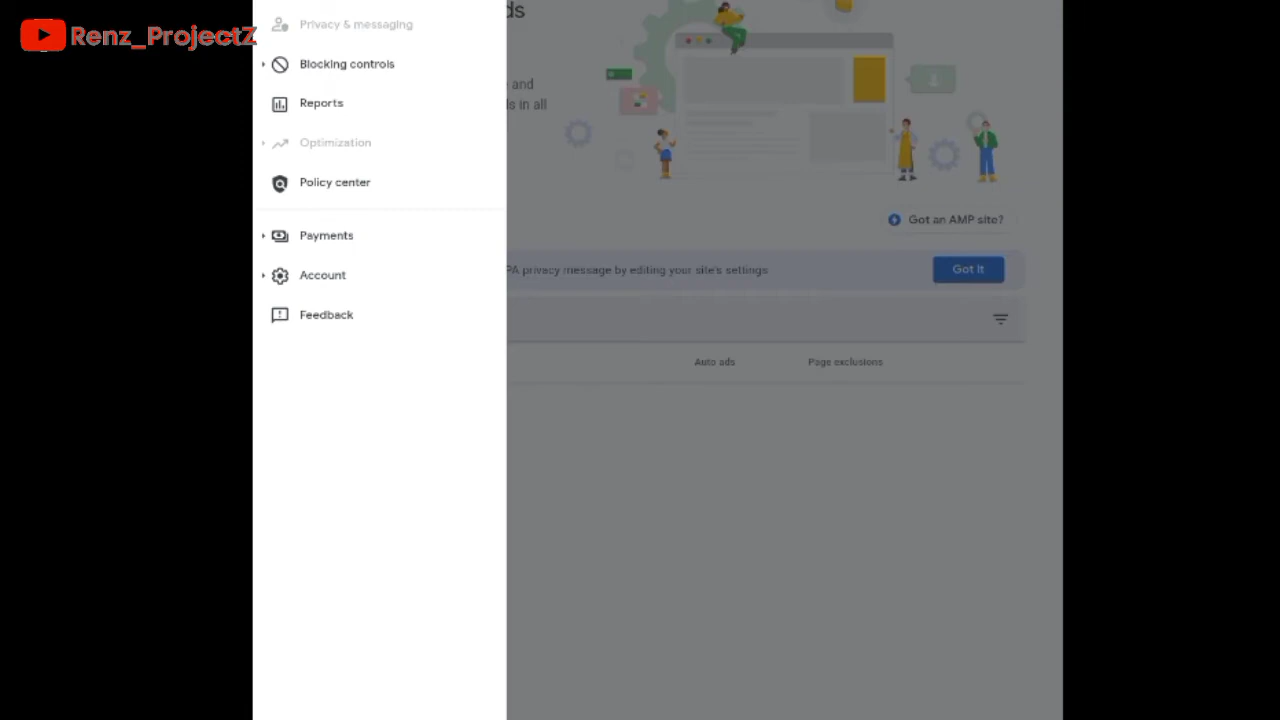 Renz_ProjectZ
Privacy & messaging
Blocking controls
Reports
Optimization
Policy center
Payments
Account
Feedback
ds
and
ds in all
Got an AMP site?
PA privacy message by editing your site's settings
Got it
Auto ads
Page exclusions